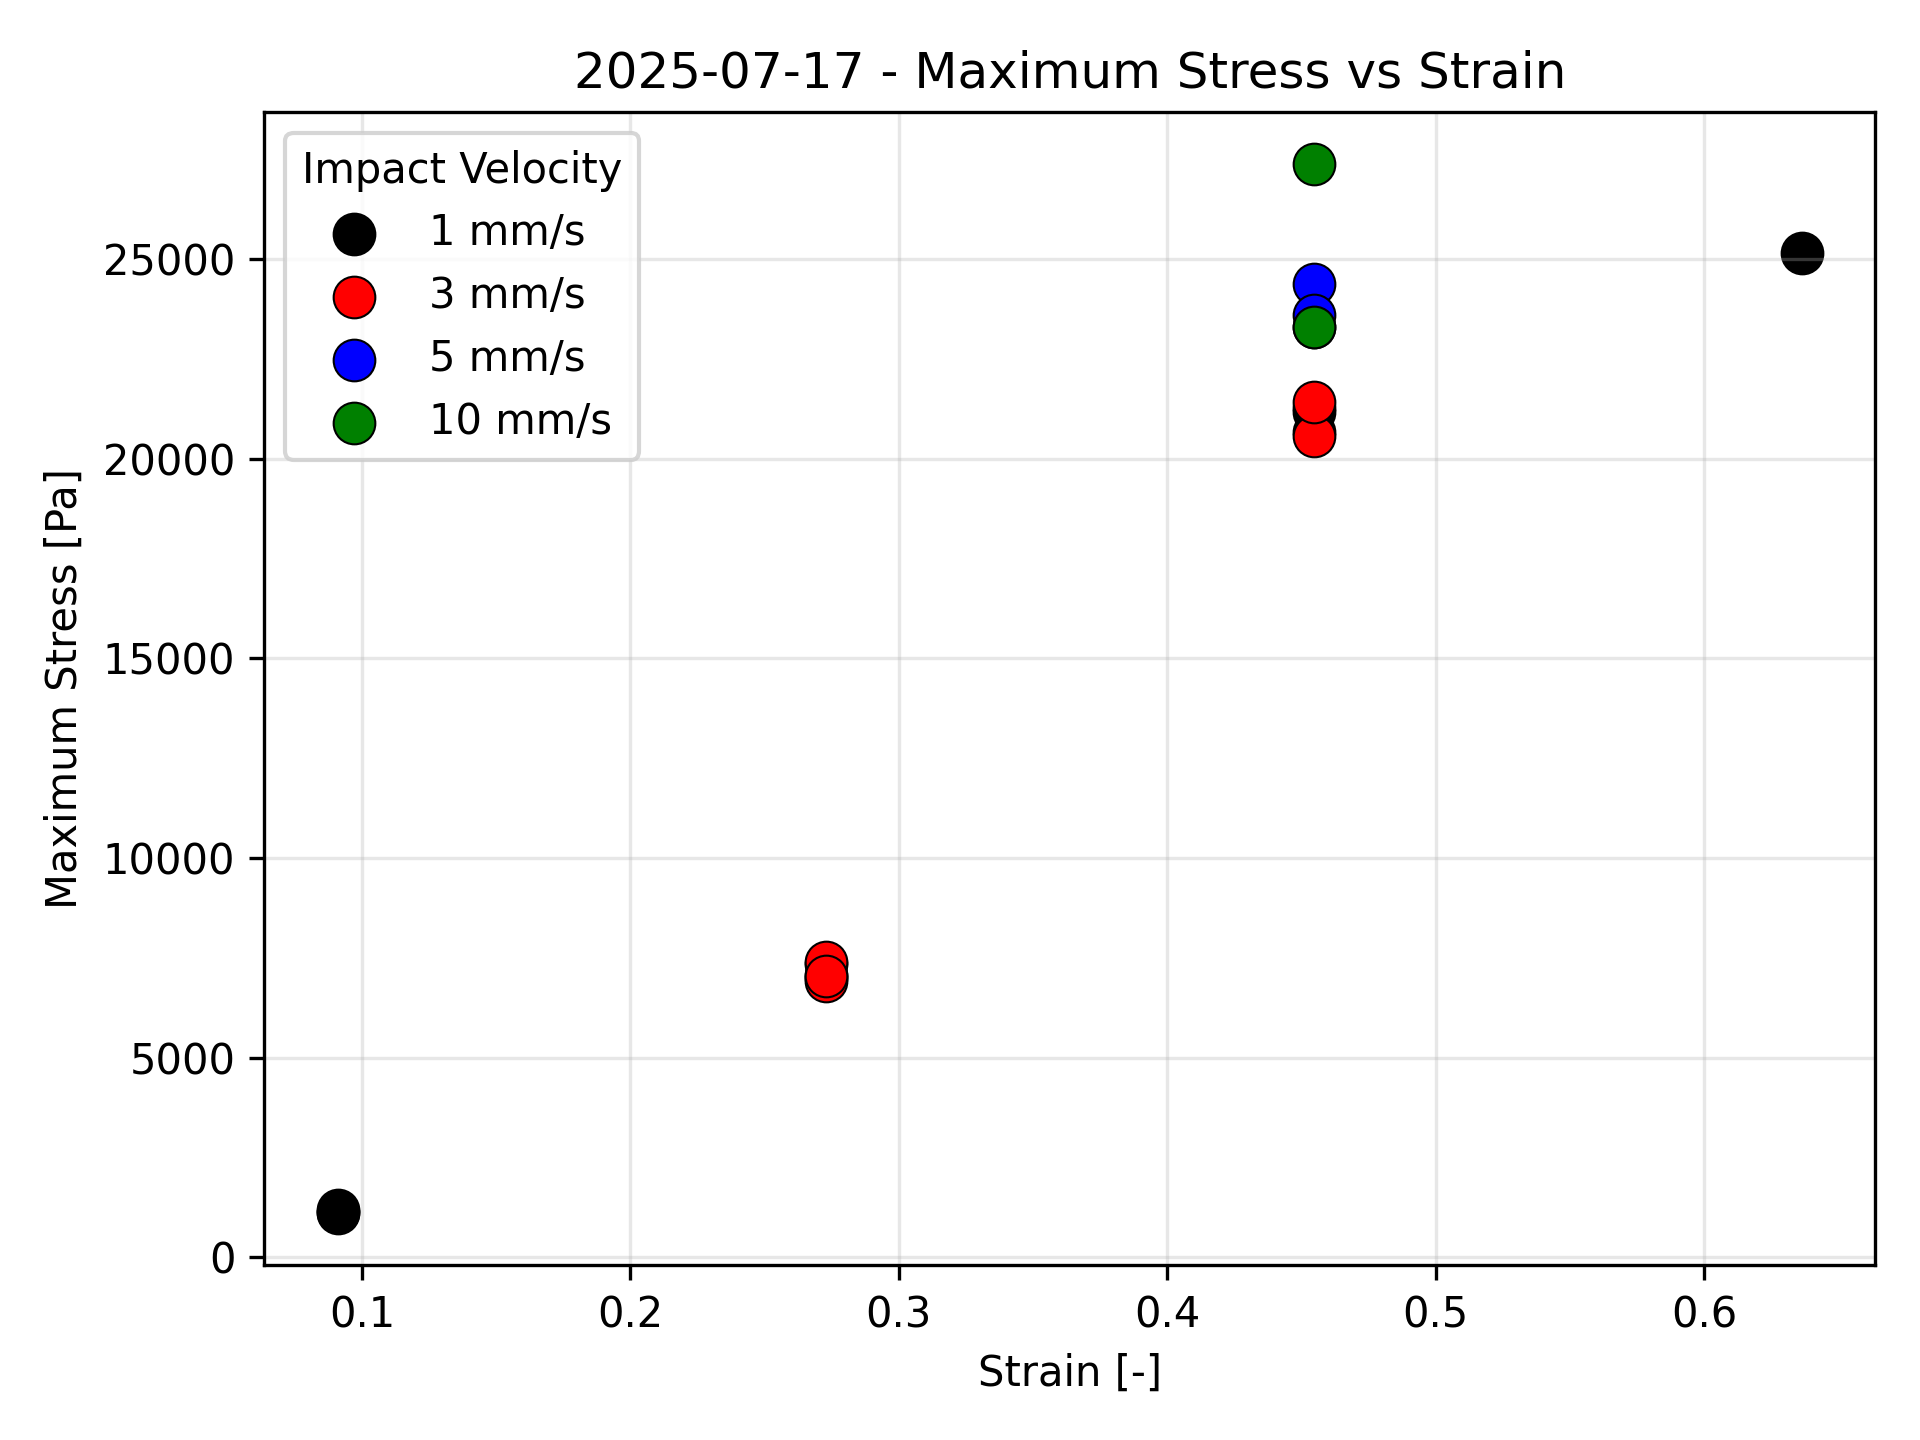 2025-07-17 - Maximum Stress vs Strain
Impact Velocity
1 mm/s
3 mm/s
5 mm/s
10 mm/s
Maximum Stress [Pa]
25000
20000
15000
10000
5000
0
0.1 0.2 0.3 0.4 0.5 0.6
Strain [-]